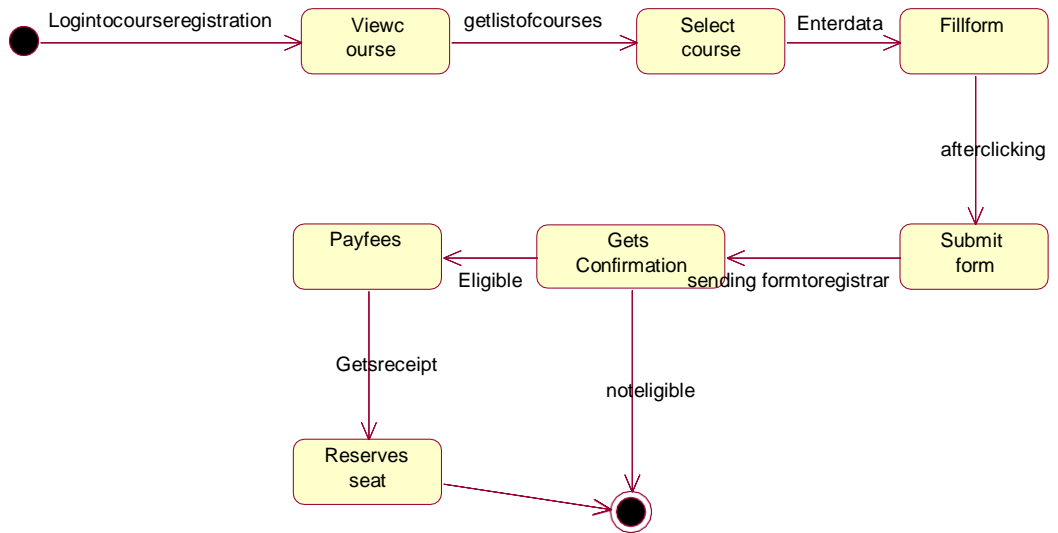 Logintocourseregistration
Viewc
ourse
getlistofcourses
Select
course
Enterdata
Fillform
afterclicking
Submit
form
sending formtoregistrar
Gets
Confirmation
Eligible
Payfees
Getsreceipt
noteligible
Reserves
seat